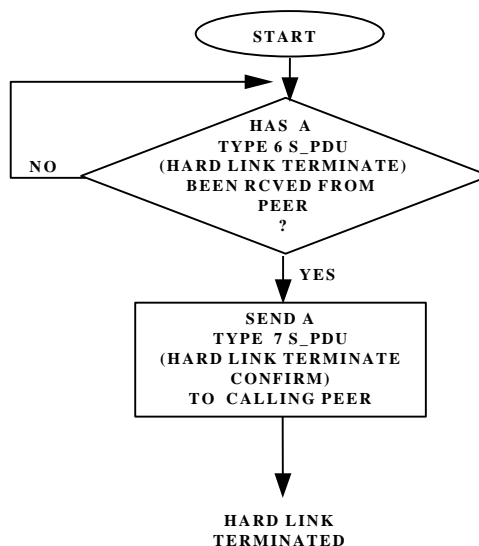 START
HAS A
TYPE 6 S_PDU
(HARD LINK TERMINATE)
BEEN RCVED FROM
PEER
?
NO
YES
SEND A
TYPE 7 S_PDU
(HARD LINK TERMINATE
CONFIRM)
TO CALLING PEER
HARD LINK
TERMINATED